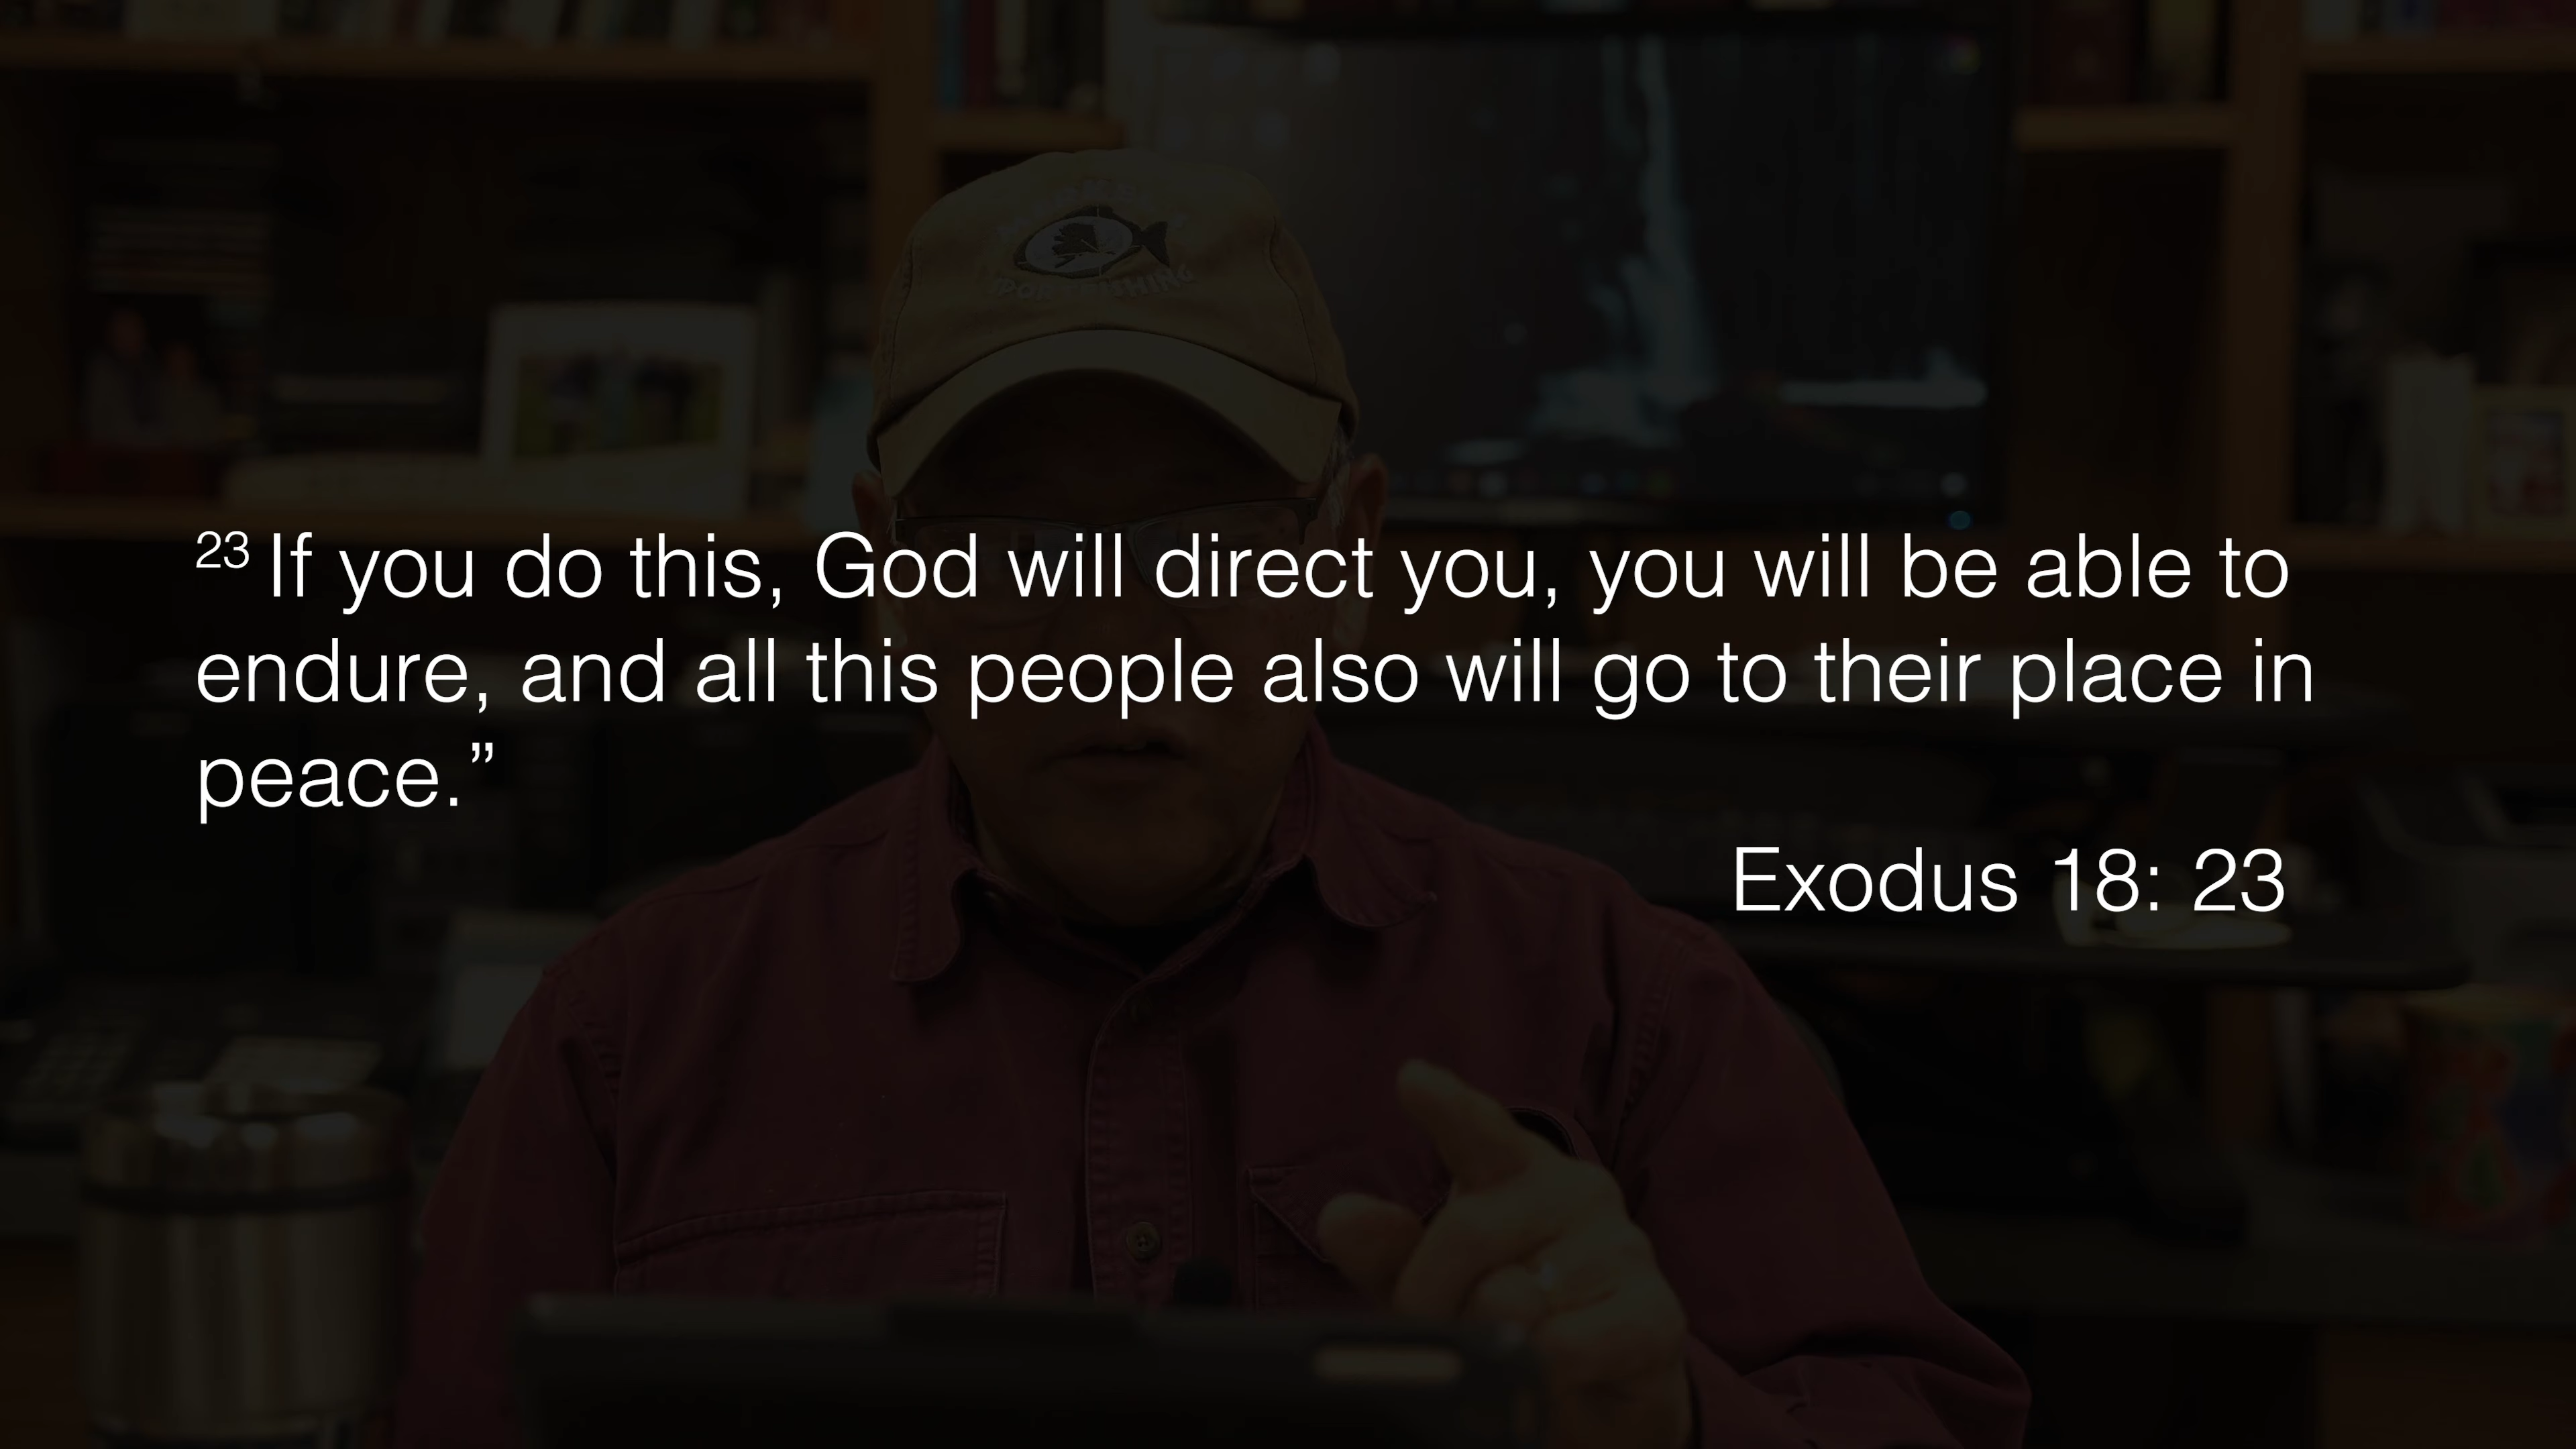 23 If you do this, God will direct you, you will be able to
endure, and all this people also will go to their place in
peace.”
Exodus 18: 23
SPORTFISHING